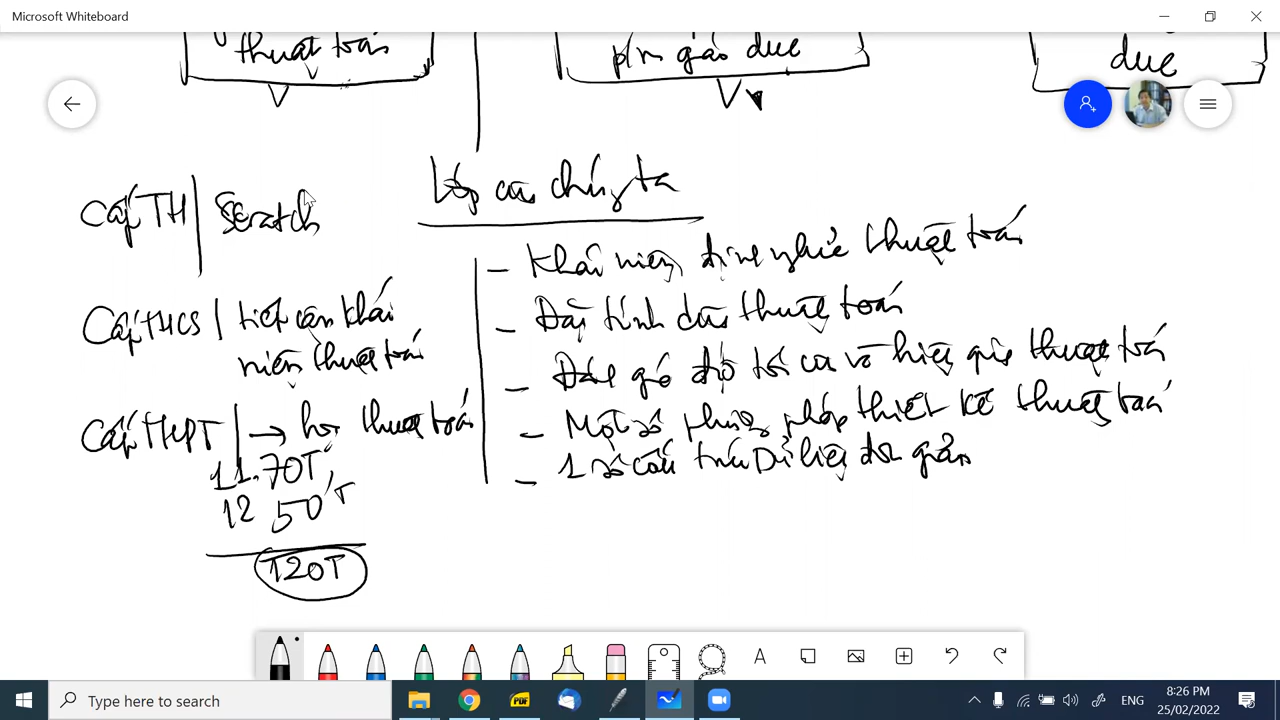 Microsoft Whiteboard
thuật toán
giáo dục
dục
Cấp TH | Scratch
Cấp THCS | tiếp cận khái
niệm thuật toán
Cấp THPT | → học thuật toán
11. 70T
12 50T
120T
Lớp của chúng ta
- Khái niệm định nghĩa thuật toán
- Đặc tính của thuật toán
- Đánh giá độ tối ưu và hiệu quả thuật toán
- Một số phương pháp thiết kế thuật toán
- 1 số cấu trúc Dữ liệu đơn giản
A
Type here to search
PDF
ENG
8:26 PM
25/02/2022